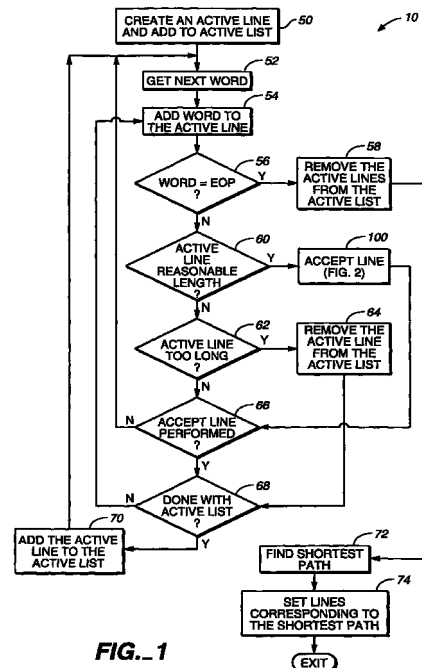 CREATE AN ACTIVE LINE
AND ADD TO ACTIVE LIST
50
10
52
GET NEXT WORD
54
ADD WORD TO
THE ACTIVE LINE
56
WORD = EOP
?
Y
N
58
REMOVE THE
ACTIVE LINES
FROM THE
ACTIVE LIST
60
ACTIVE
LINE
REASONABLE
LENGTH
?
Y
N
100
ACCEPT LINE
(FIG. 2)
62
ACTIVE LINE
TOO LONG
?
Y
N
64
REMOVE THE
ACTIVE LINE
FROM THE
ACTIVE LIST
66
ACCEPT LINE
PERFORMED
?
N
Y
68
DONE WITH
ACTIVE LIST
?
N
Y
70
ADD THE ACTIVE
LINE TO THE
ACTIVE LIST
72
FIND SHORTEST
PATH
74
SET LINES
CORRESPONDING TO
THE SHORTEST PATH
EXIT
FIG._1